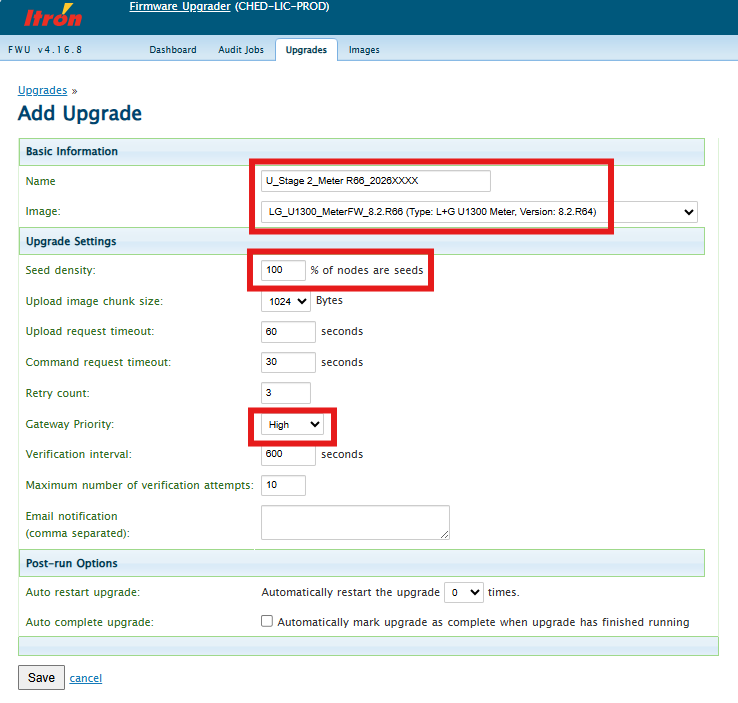 Itrón
Firmware Upgrader (CHED-LIC-PROD)
FWU v4.16.8
Dashboard Audit Jobs Upgrades Images
Upgrades »
Add Upgrade
Basic Information
Name U_Stage 2_Meter R66_2026XXXX
Image: LG_U1300_MeterFW_8.2.R66 (Type: L+G U1300 Meter, Version: 8.2.R64)
Upgrade Settings
Seed density: 100 % of nodes are seeds
Upload image chunk size: 1024 Bytes
Upload request timeout: 60 seconds
Command request timeout: 30 seconds
Retry count: 3
Gateway Priority: High
Verification interval: 600 seconds
Maximum number of verification attempts: 10
Email notification
(comma separated):
Post-run Options
Auto restart upgrade: Automatically restart the upgrade 0 times.
Auto complete upgrade: Automatically mark upgrade as complete when upgrade has finished running
Save cancel